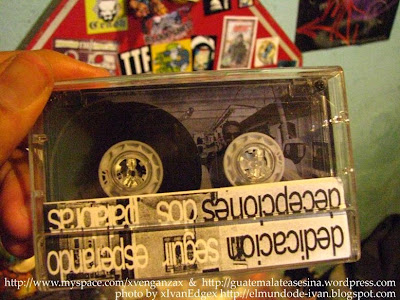 TTF
dedicacion seguir esperando
decepciones dos palabras
http://www.myspace.com/xvenganzax & http://guatemalateasesina.wordpress.com
photo by xIvanEdgex http://elmundode-ivan.blogspot.com